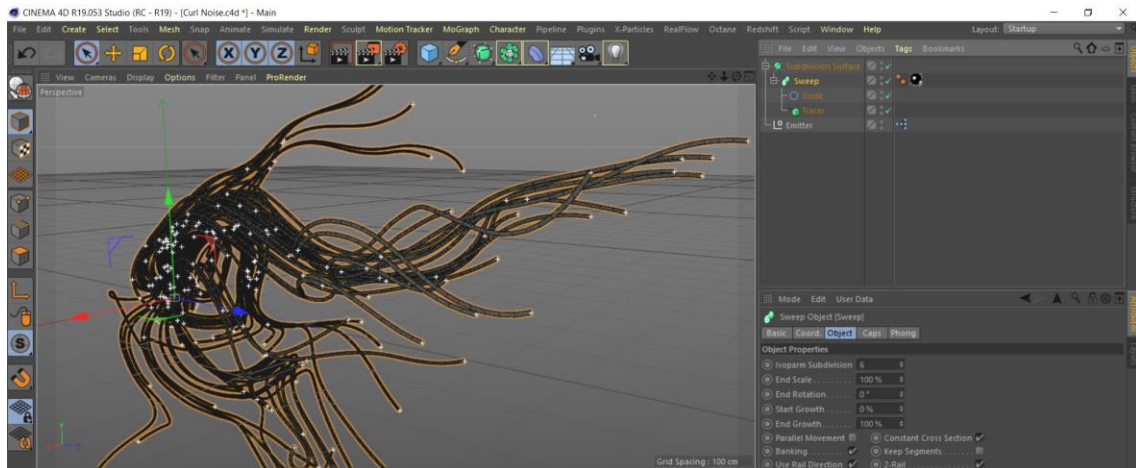 CINEMA 4D R19.053 Studio (RC - R19) - [Curl Noise.c4d *] - Main
File Edit Create Select Tools Mesh Snap Animate Simulate Render Sculpt Motion Tracker MoGraph Character Pipeline Plugins X-Particles RealFlow Octane Redshift Script Window Help Layout: Startup
X Y Z
File Edit View Objects Tags Bookmarks
View Cameras Display Options Filter Panel ProRender
Perspective
Subdivision Surface
Sweep
Circle
Tracer
Emitter
Mode Edit User Data
Sweep Object [Sweep]
Basic Coord. Object Caps Phong
Object Properties
Isoparm Subdivision 6
End Scale 100 %
End Rotation 0 °
Start Growth 0 %
End Growth 100 %
Parallel Movement Constant Cross Section
Banking Keep Segments
Use Rail Direction 2-Rail
Y
Grid Spacing : 100 cm